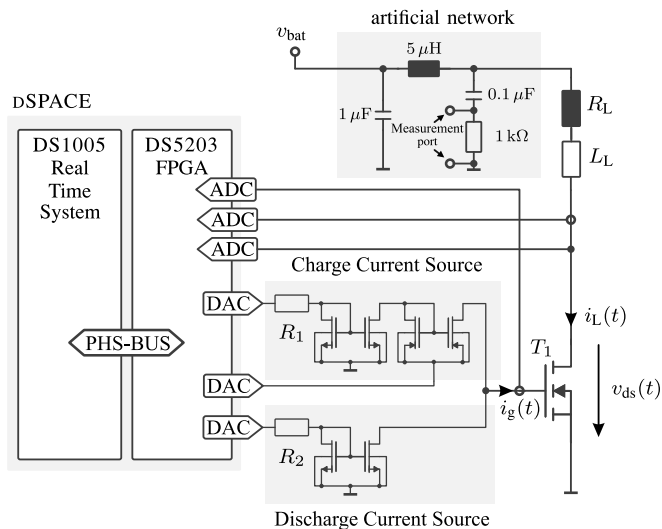 artificial network
v_bat
5 μH
1 μF
0.1 μF
Measurement
port
1 kΩ
R_L
L_L
DSPACE
DS1005
Real
Time
System
DS5203
FPGA
ADC
ADC
ADC
Charge Current Source
DAC
R_1
PHS-BUS
DAC
DAC
R_2
i_g(t)
T_1
i_L(t)
v_ds(t)
Discharge Current Source